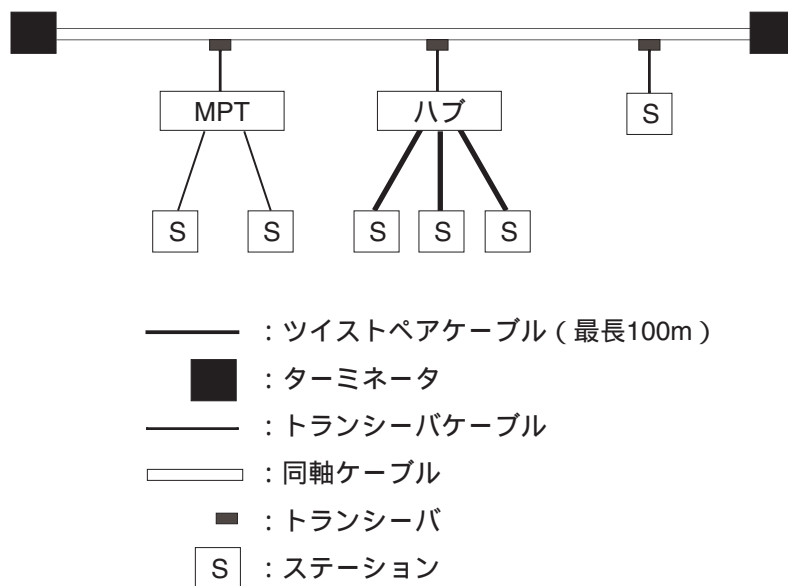 MPT ハブ S
S S S S S
：ツイストペアケーブル（最長100m）
：ターミネータ
：トランシーバケーブル
：同軸ケーブル
：トランシーバ
S ：ステーション